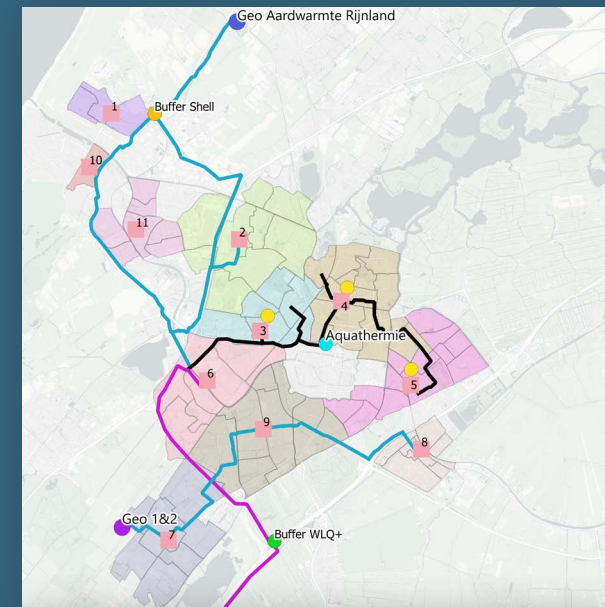 Geo Aardwarmte Rijnland
1
Buffer Shell
10
11
2
4
3
Aquathermie
6
5
9
8
Geo 1&2
7
Buffer WLQ+